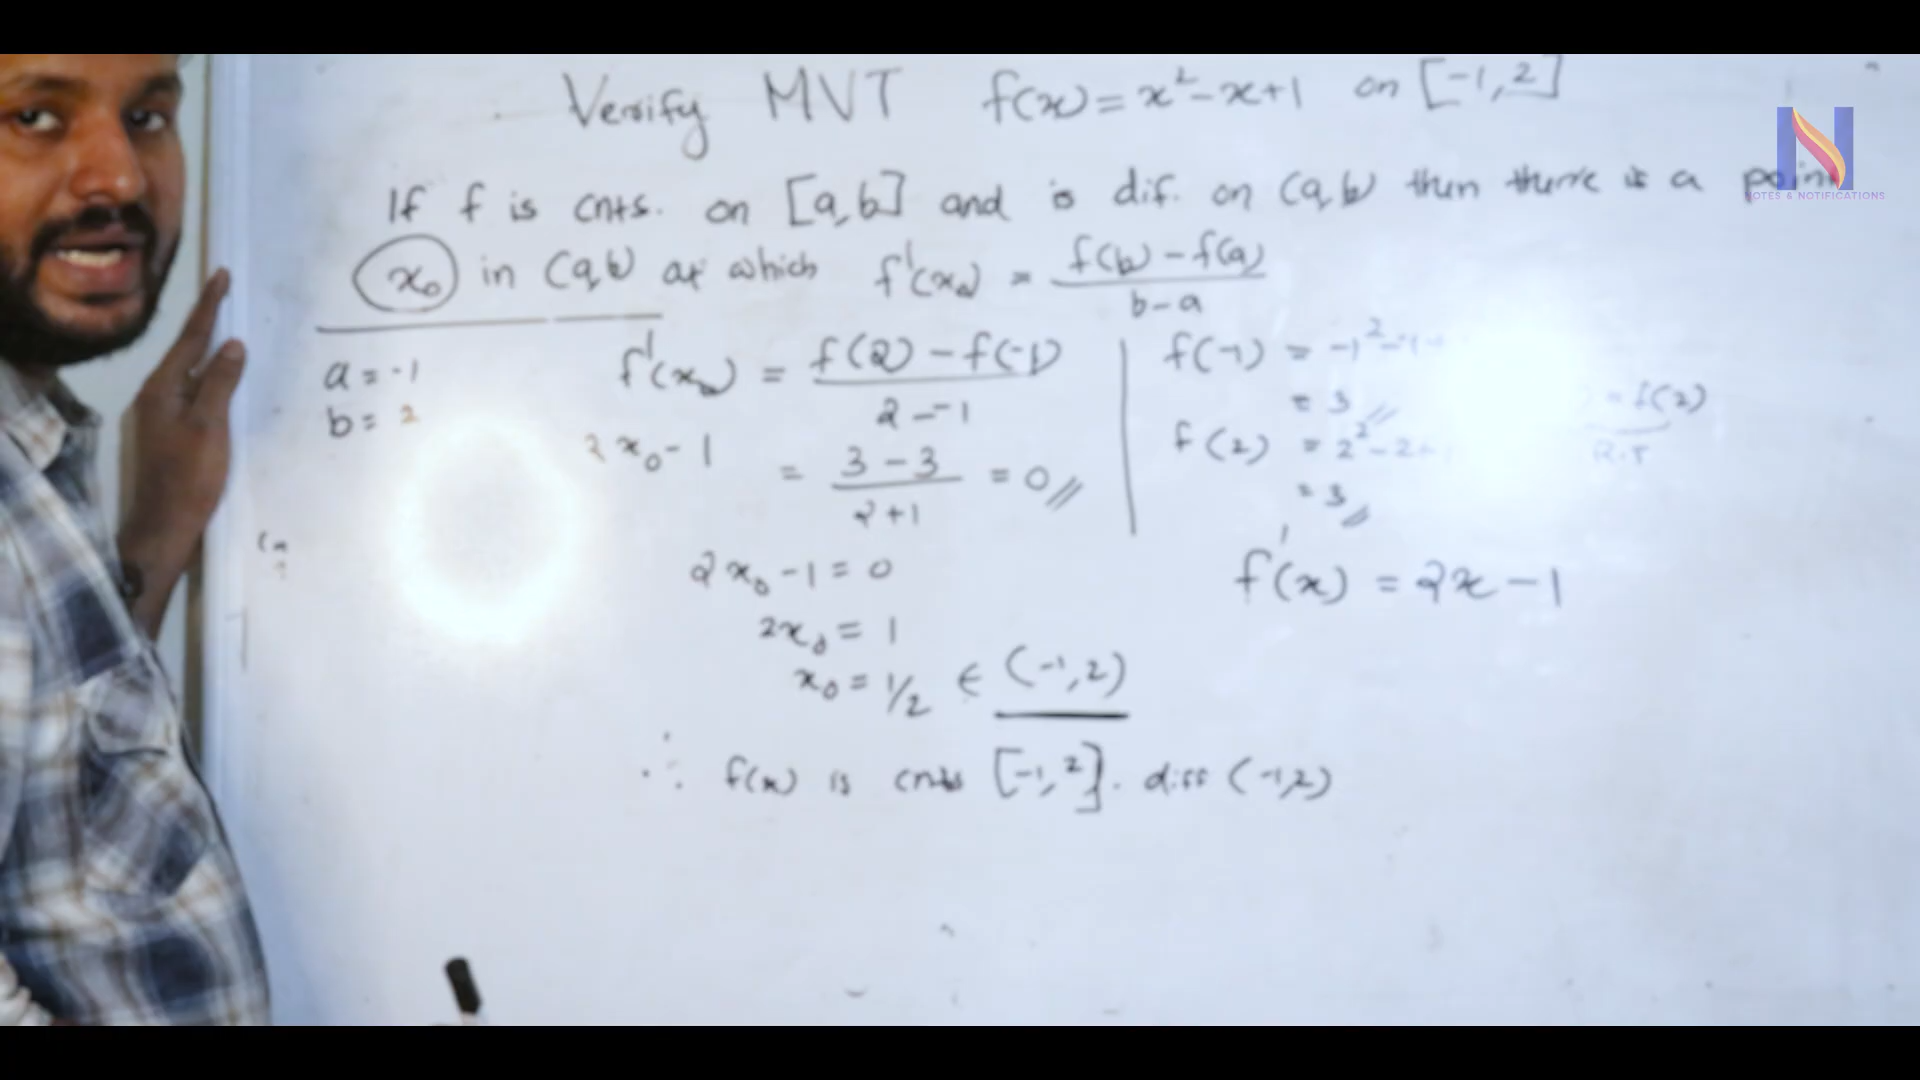 Verify MVT f(x) = x² - x + 1 on [-1, 2]
If f is cnts. on [a, b] and is dif. on (a, b) then there is a point
x₀ in (a, b) at which f'(x₀) = f(b) - f(a) / b - a
a = -1
b = 2
f'(x₀) = f(2) - f(-1) / 2 - -1
2x₀ - 1 = 3 - 3 / 2 + 1 = 0 //
2x₀ - 1 = 0
2x₀ = 1
x₀ = 1/2 ∈ (-1, 2)
∴ f(x) is cnts [-1, 2]. diff (-1, 2)
f(-1) = -1² -
= 3 //
f(2) = 2² - 2 +
= 3 //
= f(2)
f'(x) = 2x - 1
NOTES & NOTIFICATIONS